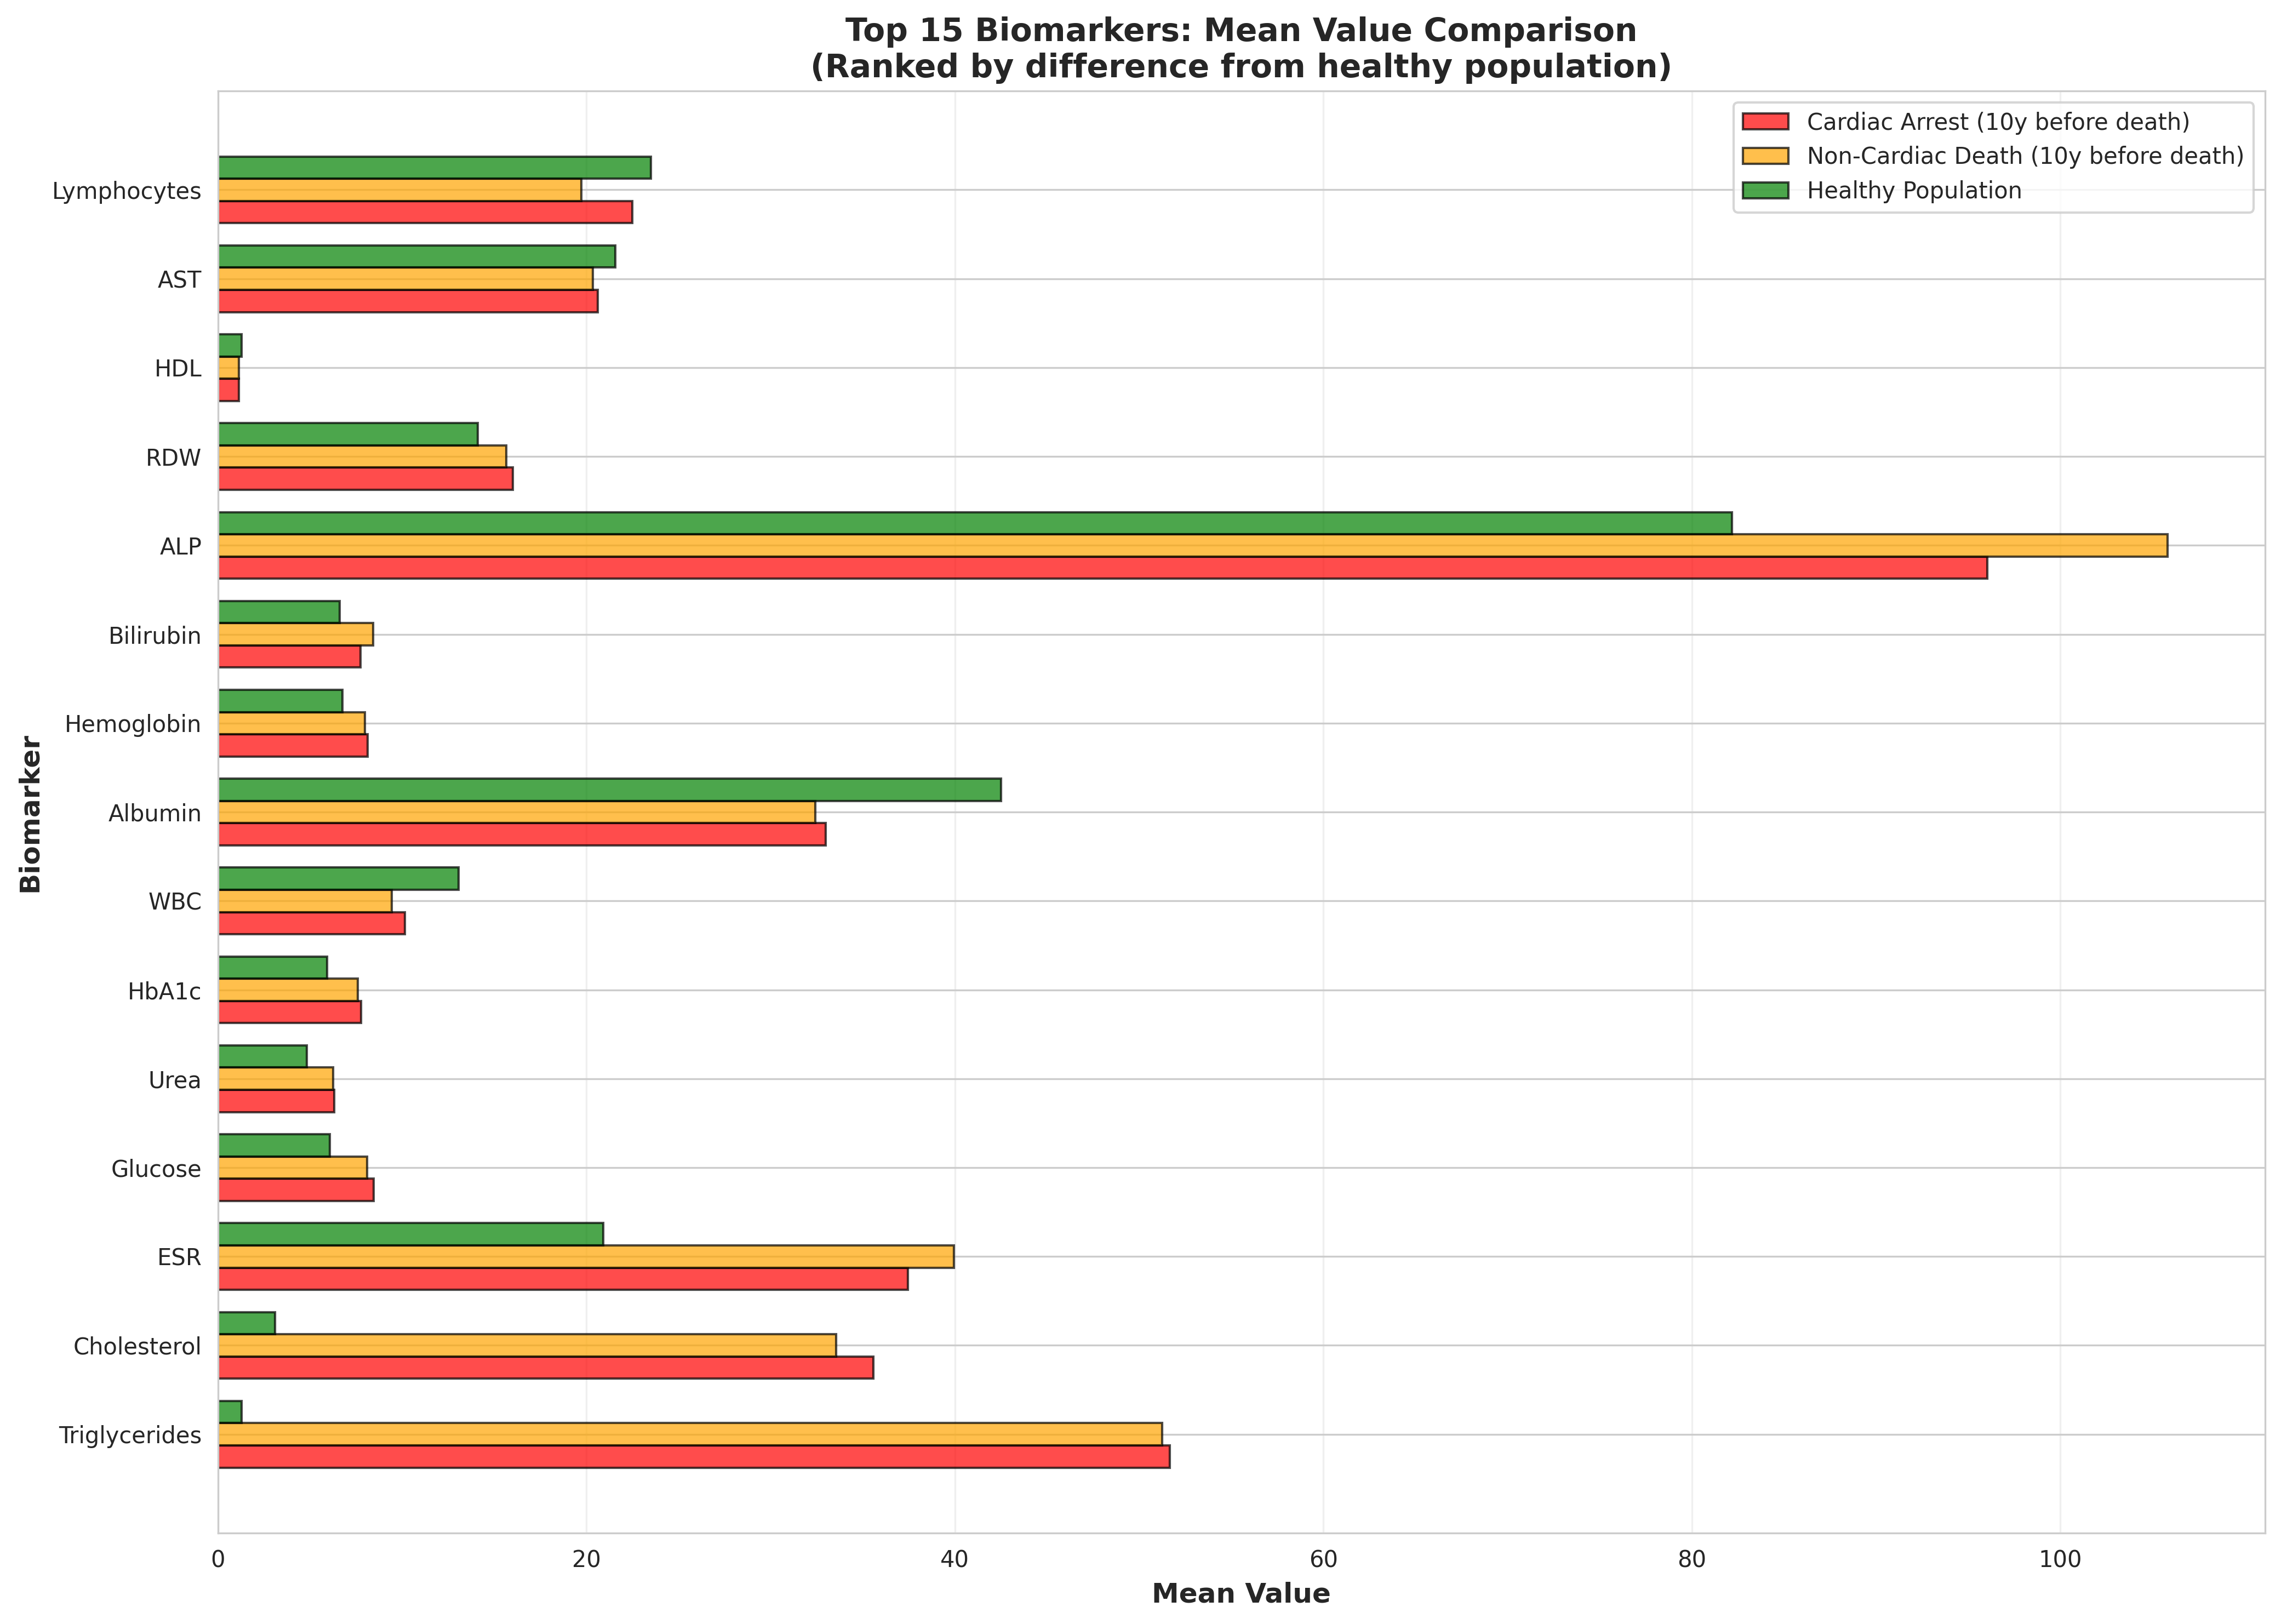 Top 15 Biomarkers: Mean Value Comparison
(Ranked by difference from healthy population)
Cardiac Arrest (10y before death)
Non-Cardiac Death (10y before death)
Healthy Population
Biomarker
Lymphocytes
AST
HDL
RDW
ALP
Bilirubin
Hemoglobin
Albumin
WBC
HbA1c
Urea
Glucose
ESR
Cholesterol
Triglycerides
0 20 40 60 80 100
Mean Value